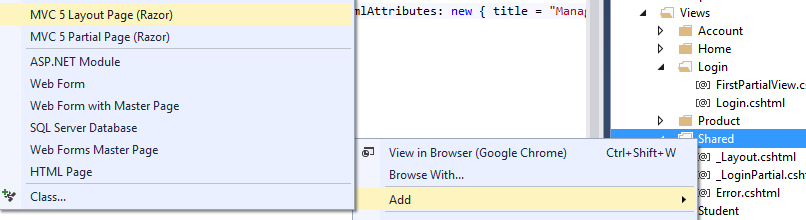 MVC 5 Layout Page (Razor)
MVC 5 Partial Page (Razor)
ASP.NET Module
Web Form
Web Form with Master Page
SQL Server Database
Web Forms Master Page
HTML Page
Class...
mlAttributes: new { title = "Manag
View in Browser (Google Chrome) Ctrl+Shift+W
Browse With...
Add
Views
Account
Home
Login
FirstPartialView.cs
Login.cshtml
Product
Shared
_Layout.cshtml
_LoginPartial.cshtml
Error.cshtml
Student